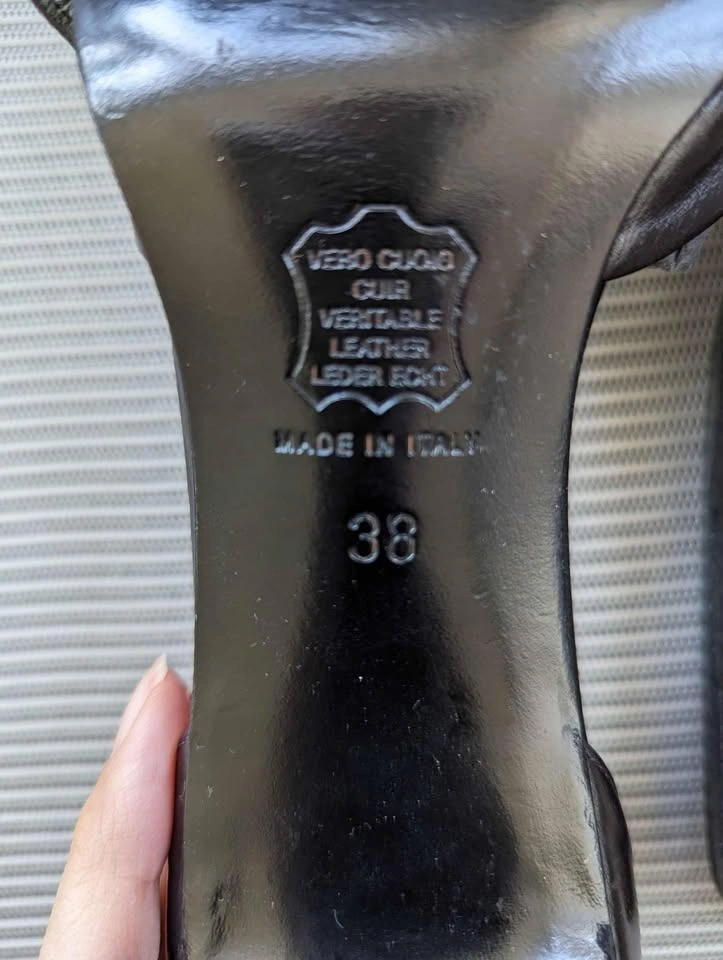 VERO CUOIO
CUIR
VERITABLE
LEATHER
LEDER ECHT
MADE IN ITALY
38